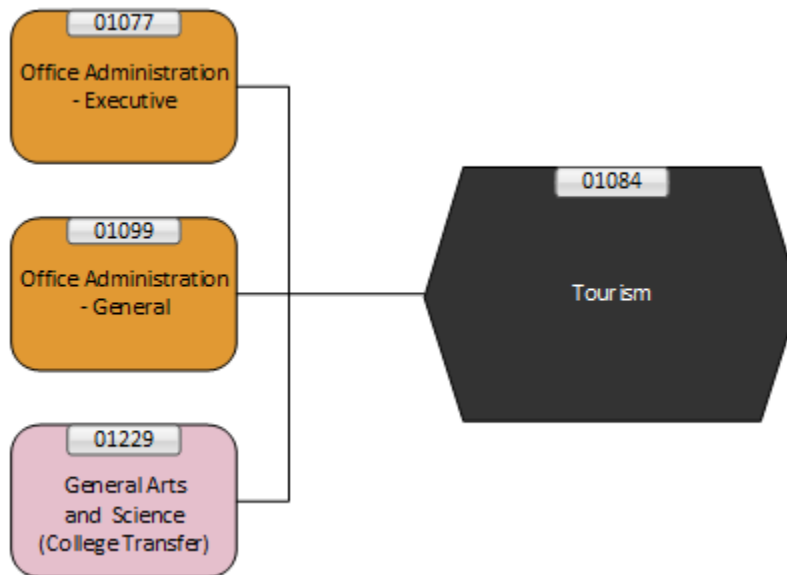 01077
Office Administration
- Executive
01099
Office Administration
- General
01229
General Arts
and Science
(College Transfer)
01084
Tourism